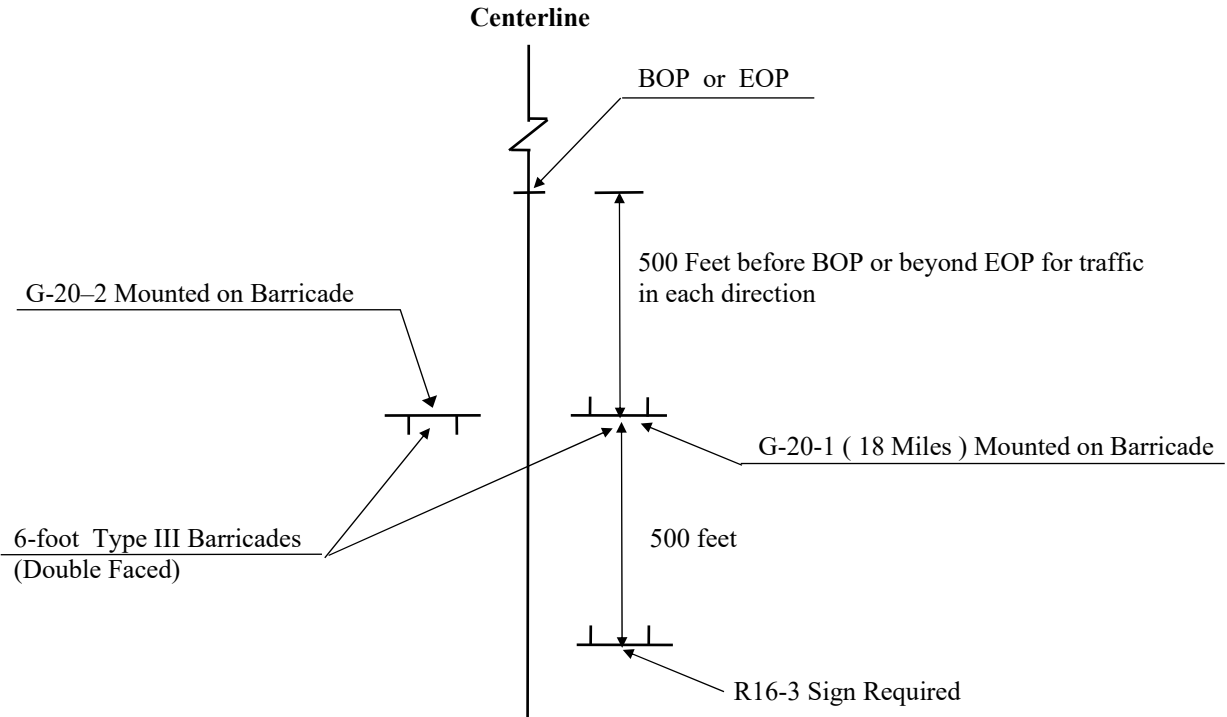 Centerline
BOP or EOP
500 Feet before BOP or beyond EOP for traffic
in each direction
G-20–2 Mounted on Barricade
G-20-1 ( 18 Miles ) Mounted on Barricade
6-foot Type III Barricades
(Double Faced)
500 feet
R16-3 Sign Required